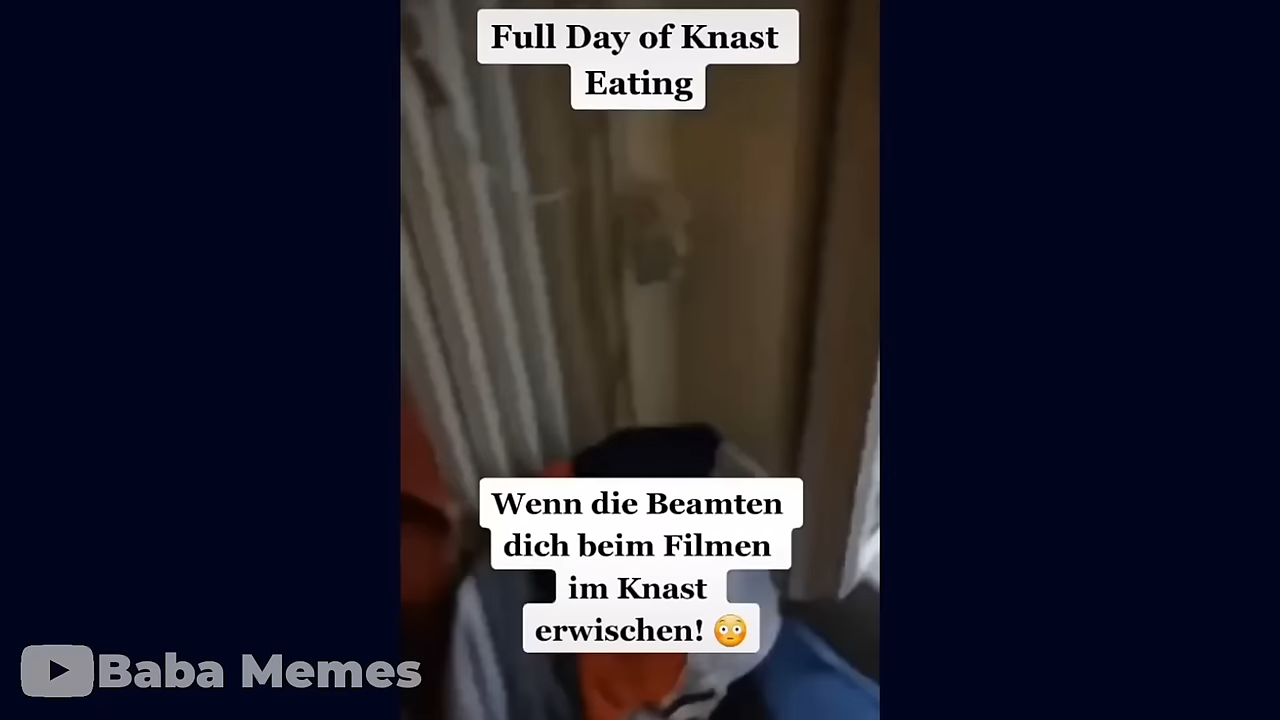 Full Day of Knast
Eating
Wenn die Beamten
dich beim Filmen
im Knast
erwischen! 😳
Baba Memes